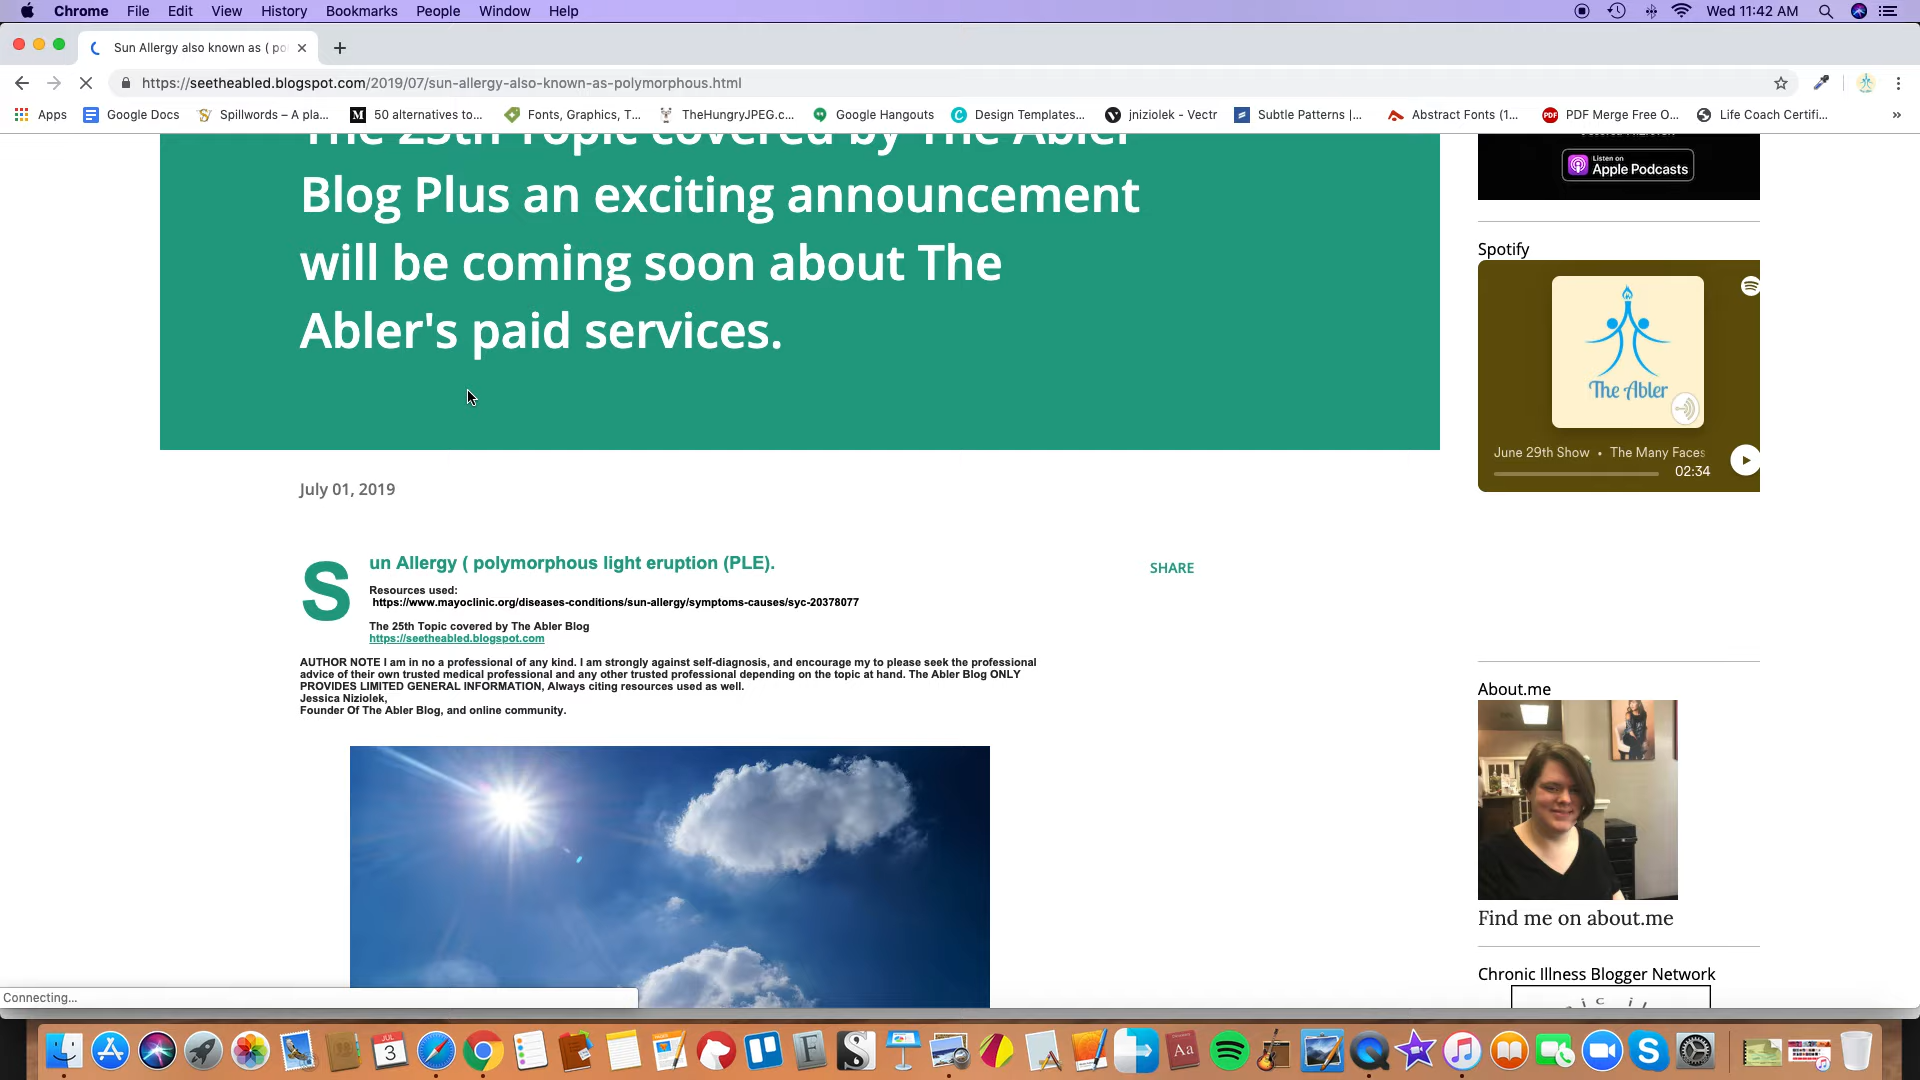 Chrome File Edit View History Bookmarks People Window Help Wed 11:42 AM
Sun Allergy also known as ( po
https://seetheabled.blogspot.com/2019/07/sun-allergy-also-known-as-polymorphous.html
Apps Google Docs Spillwords – A pla... 50 alternatives to... Fonts, Graphics, T... TheHungryJPEG.c... Google Hangouts Design Templates... jniziolek - Vectr Subtle Patterns |... Abstract Fonts (1... PDF Merge Free O... Life Coach Certifi... »
The 25th Topic covered by The Abler
Blog Plus an exciting announcement
will be coming soon about The
Abler's paid services.
July 01, 2019
Sun Allergy ( polymorphous light eruption (PLE).
SHARE
Resources used:
https://www.mayoclinic.org/diseases-conditions/sun-allergy/symptoms-causes/syc-20378077
The 25th Topic covered by The Abler Blog
https://seetheabled.blogspot.com
AUTHOR NOTE I am in no a professional of any kind. I am strongly against self-diagnosis, and encourage my to please seek the professional
advice of their own trusted medical professional and any other trusted professional depending on the topic at hand. The Abler Blog ONLY
PROVIDES LIMITED GENERAL INFORMATION, Always citing resources used as well.
Jessica Niziolek,
Founder Of The Abler Blog, and online community.
Listen on
Apple Podcasts
Spotify
The Abler
June 29th Show • The Many Faces
02:34
About.me
Find me on about.me
Chronic Illness Blogger Network
Connecting...
JUL
3